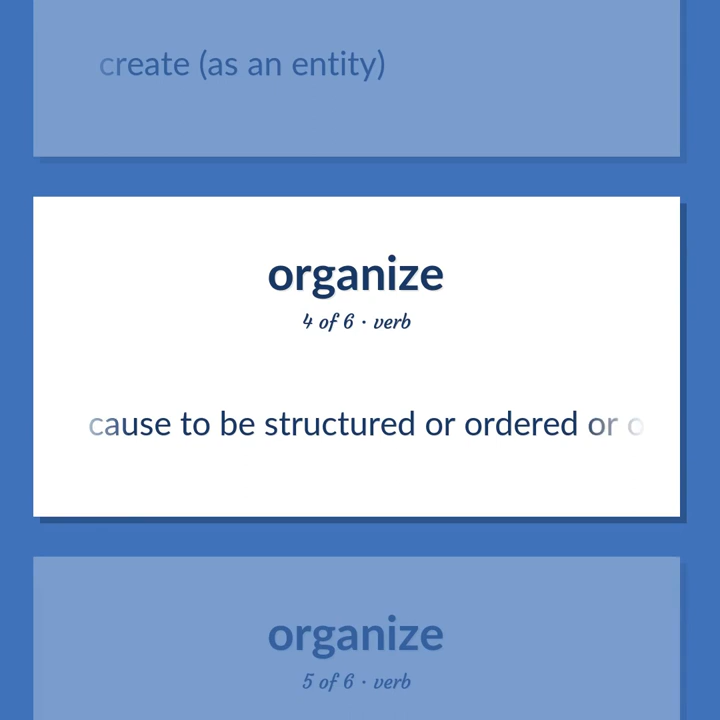 create (as an entity)
organize
4 of 6 · verb
cause to be structured or ordered or
organize
5 of 6 · verb